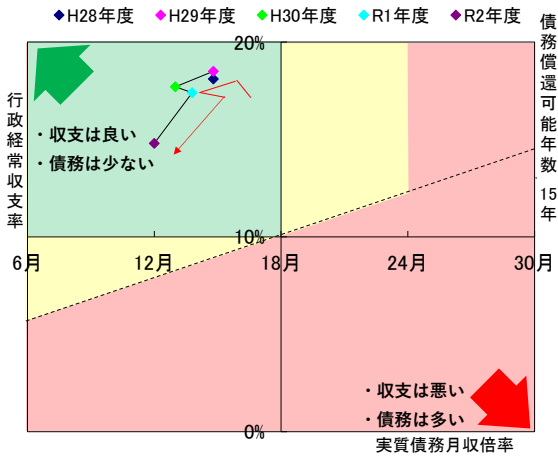 H28年度 H29年度 H30年度 R1年度 R2年度
20%
債務償還可能年数 15年
行政経常収支率
・収支は良い
・債務は少ない
10%
6月 12月 18月 24月 30月
・収支は悪い
・債務は多い
0%
実質債務月収倍率